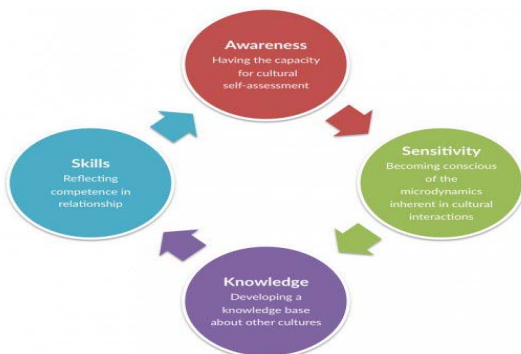 Awareness
Having the capacity
for cultural
self-assessment
Sensitivity
Becoming conscious
of the
microdynamics
inherent in cultural
interactions
Knowledge
Developing a
knowledge base
about other cultures
Skills
Reflecting
competence in
relationship